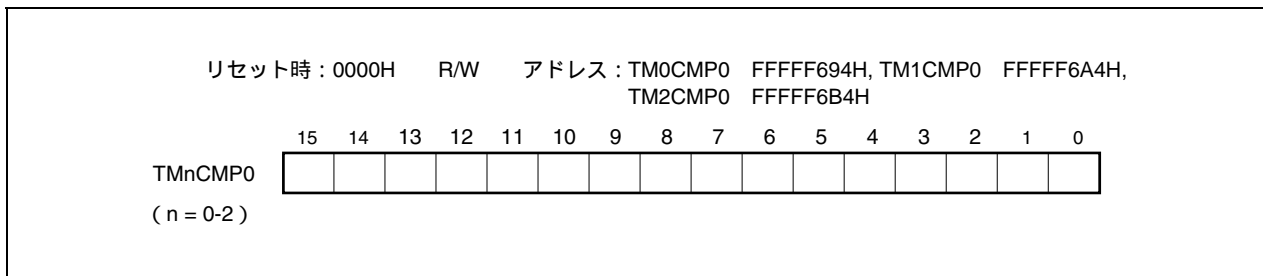 リセット時：0000H　　R/W　　アドレス：TM0CMP0　FFFFF694H, TM1CMP0　FFFFF6A4H,
TM2CMP0　FFFFF6B4H
15 14 13 12 11 10 9 8 7 6 5 4 3 2 1 0
TMnCMP0
（n = 0-2）